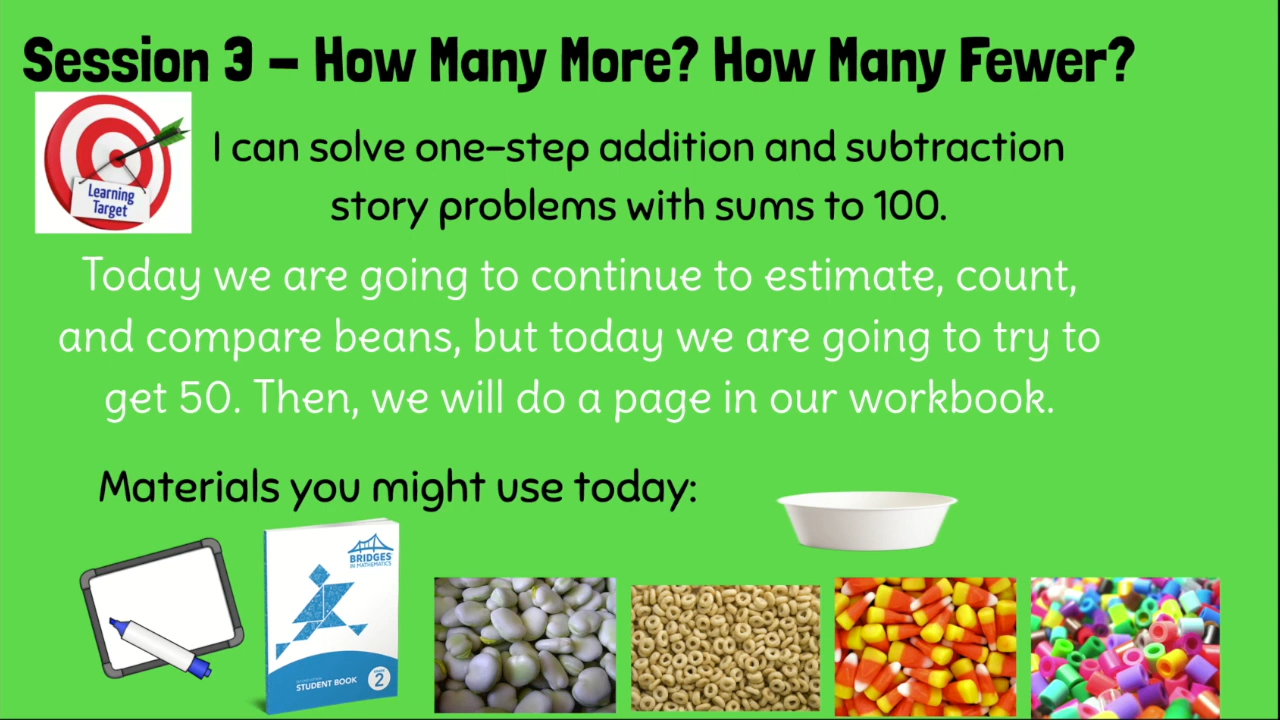 Session 3 – How Many More? How Many Fewer?
Learning
Target
I can solve one-step addition and subtraction
story problems with sums to 100.
Today we are going to continue to estimate, count,
and compare beans, but today we are going to try to
get 50. Then, we will do a page in our workbook.
Materials you might use today:
BRIDGES
IN MATHEMATICS
STUDENT BOOK
2